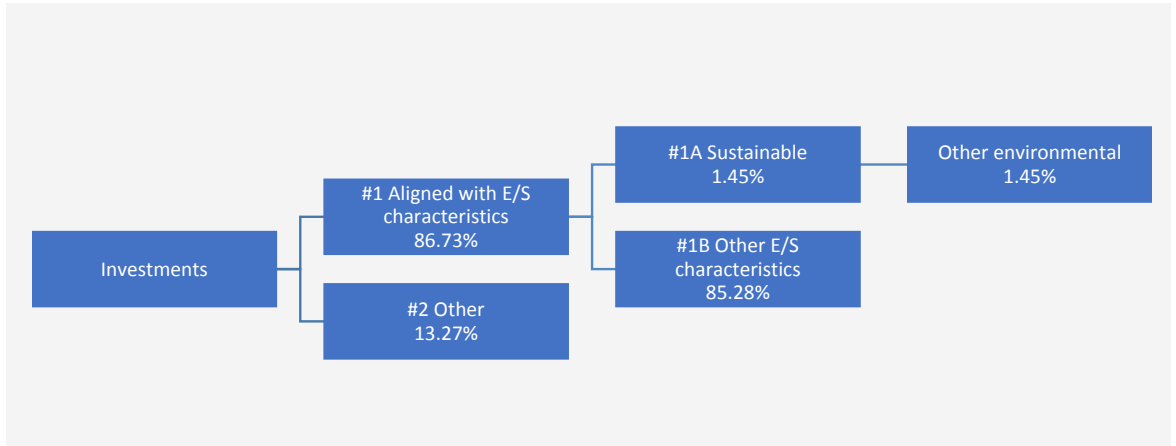 Investments
#1 Aligned with E/S
characteristics
86.73%
#2 Other
13.27%
#1A Sustainable
1.45%
#1B Other E/S
characteristics
85.28%
Other environmental
1.45%